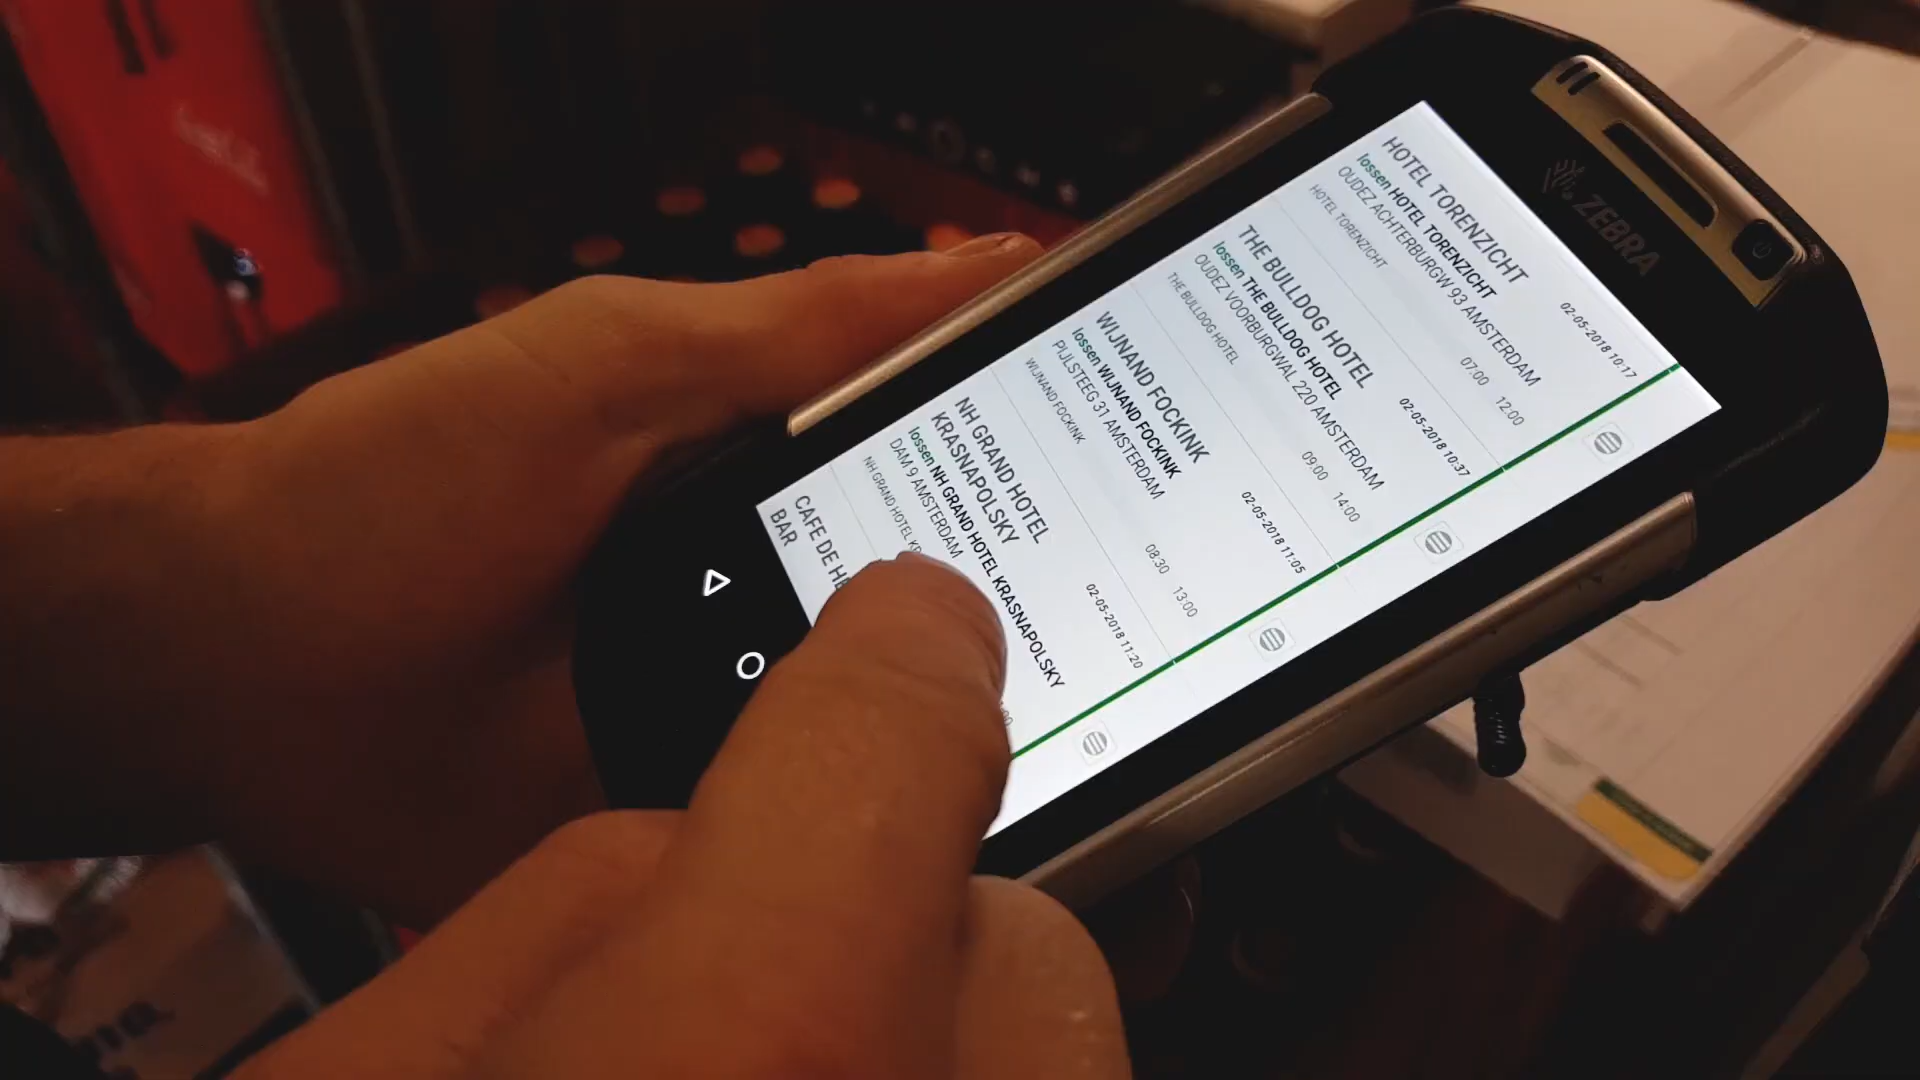 ZEBRA
HOTEL TORENZICHT
02-05-2018 10:17
lossen HOTEL TORENZICHT
OUDEZ ACHTERBURGW 93 AMSTERDAM
07:00 12:00
HOTEL TORENZICHT
THE BULLDOG HOTEL
02-05-2018 10:37
lossen THE BULLDOG HOTEL
OUDEZ VOORBURGWAL 220 AMSTERDAM
09:00 14:00
THE BULLDOG HOTEL
WIJNAND FOCKINK
02-05-2018 11:05
lossen WIJNAND FOCKINK
PIJLSTEEG 31 AMSTERDAM
08:30 13:00
WIJNAND FOCKINK
NH GRAND HOTEL
KRASNAPOLSKY
02-05-2018 11:20
lossen NH GRAND HOTEL KRASNAPOLSKY
DAM 9 AMSTERDAM
NH GRAND HOTEL
CAFE DE
BAR